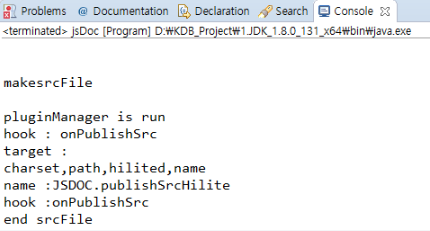 Problems @ Documentation Declaration Search Console
<terminated> jsDoc [Program] D:₩KDB_Project₩1.JDK_1.8.0_131_x64₩bin₩java.exe
makesrcFile
pluginManager is run
hook : onPublishSrc
target :
charset,path,hilited,name
name :JSDOC.publishSrcHilite
hook :onPublishSrc
end srcFile